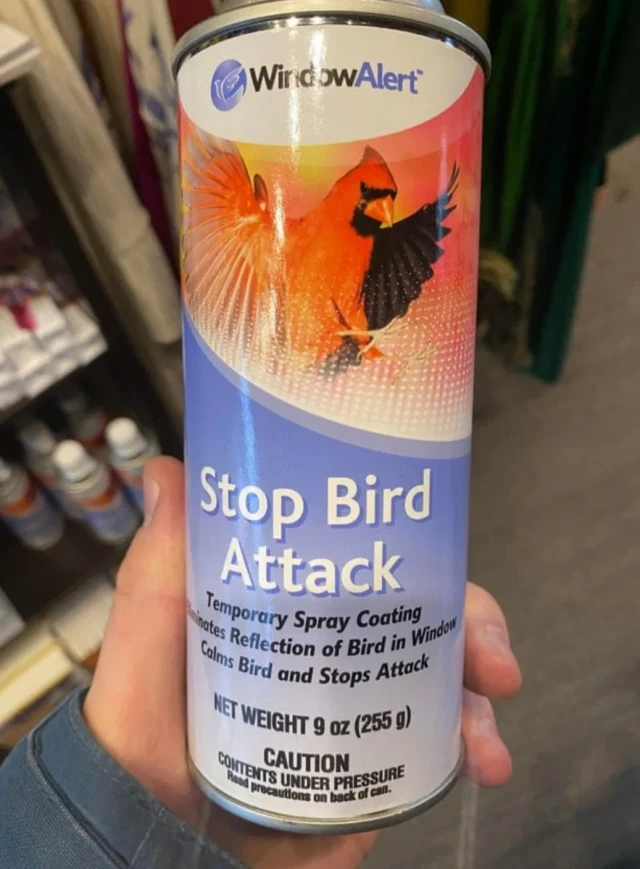 WindowAlert™
Stop Bird
Attack
Temporary Spray Coating
Reflection of Bird in Window
Calms Bird and Stops Attack
NET WEIGHT 9 oz (255 g)
CAUTION
CONTENTS UNDER PRESSURE
Read precautions on back of can.